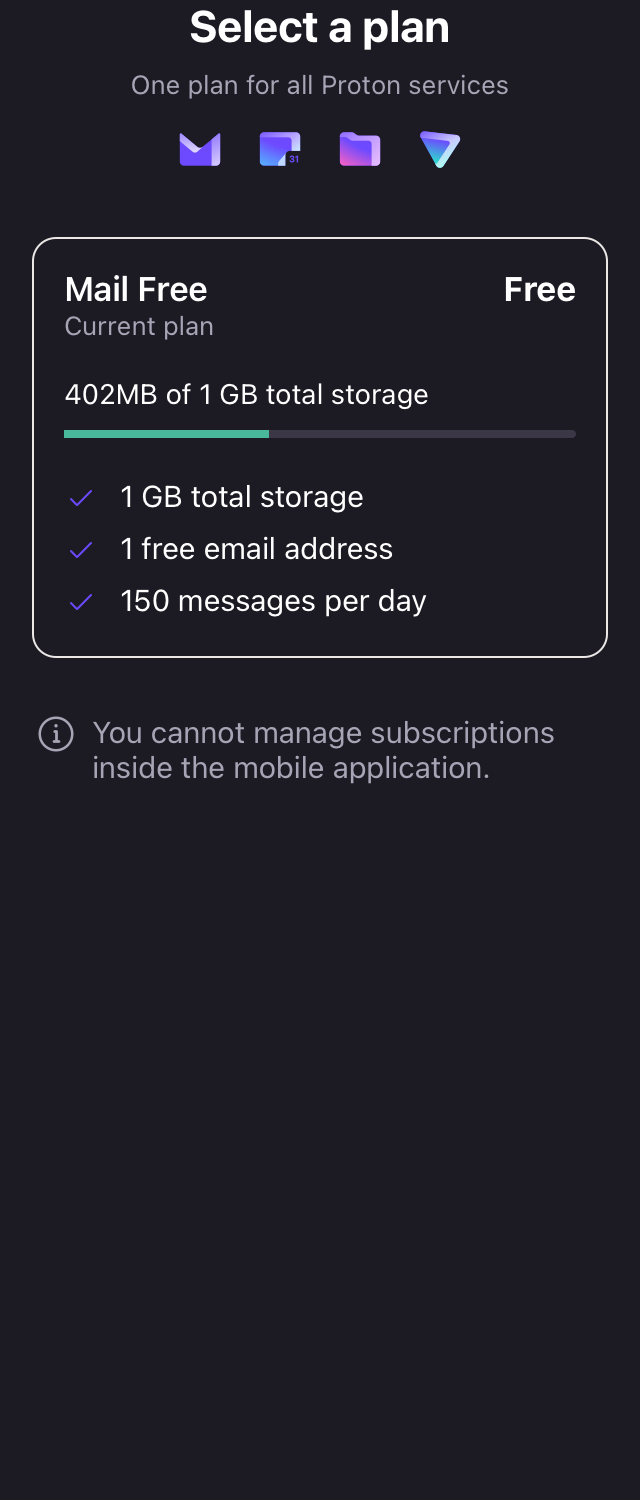 Select a plan
One plan for all Proton services
31
Mail Free
Free
Current plan
402MB of 1 GB total storage
1 GB total storage
1 free email address
150 messages per day
You cannot manage subscriptions
inside the mobile application.